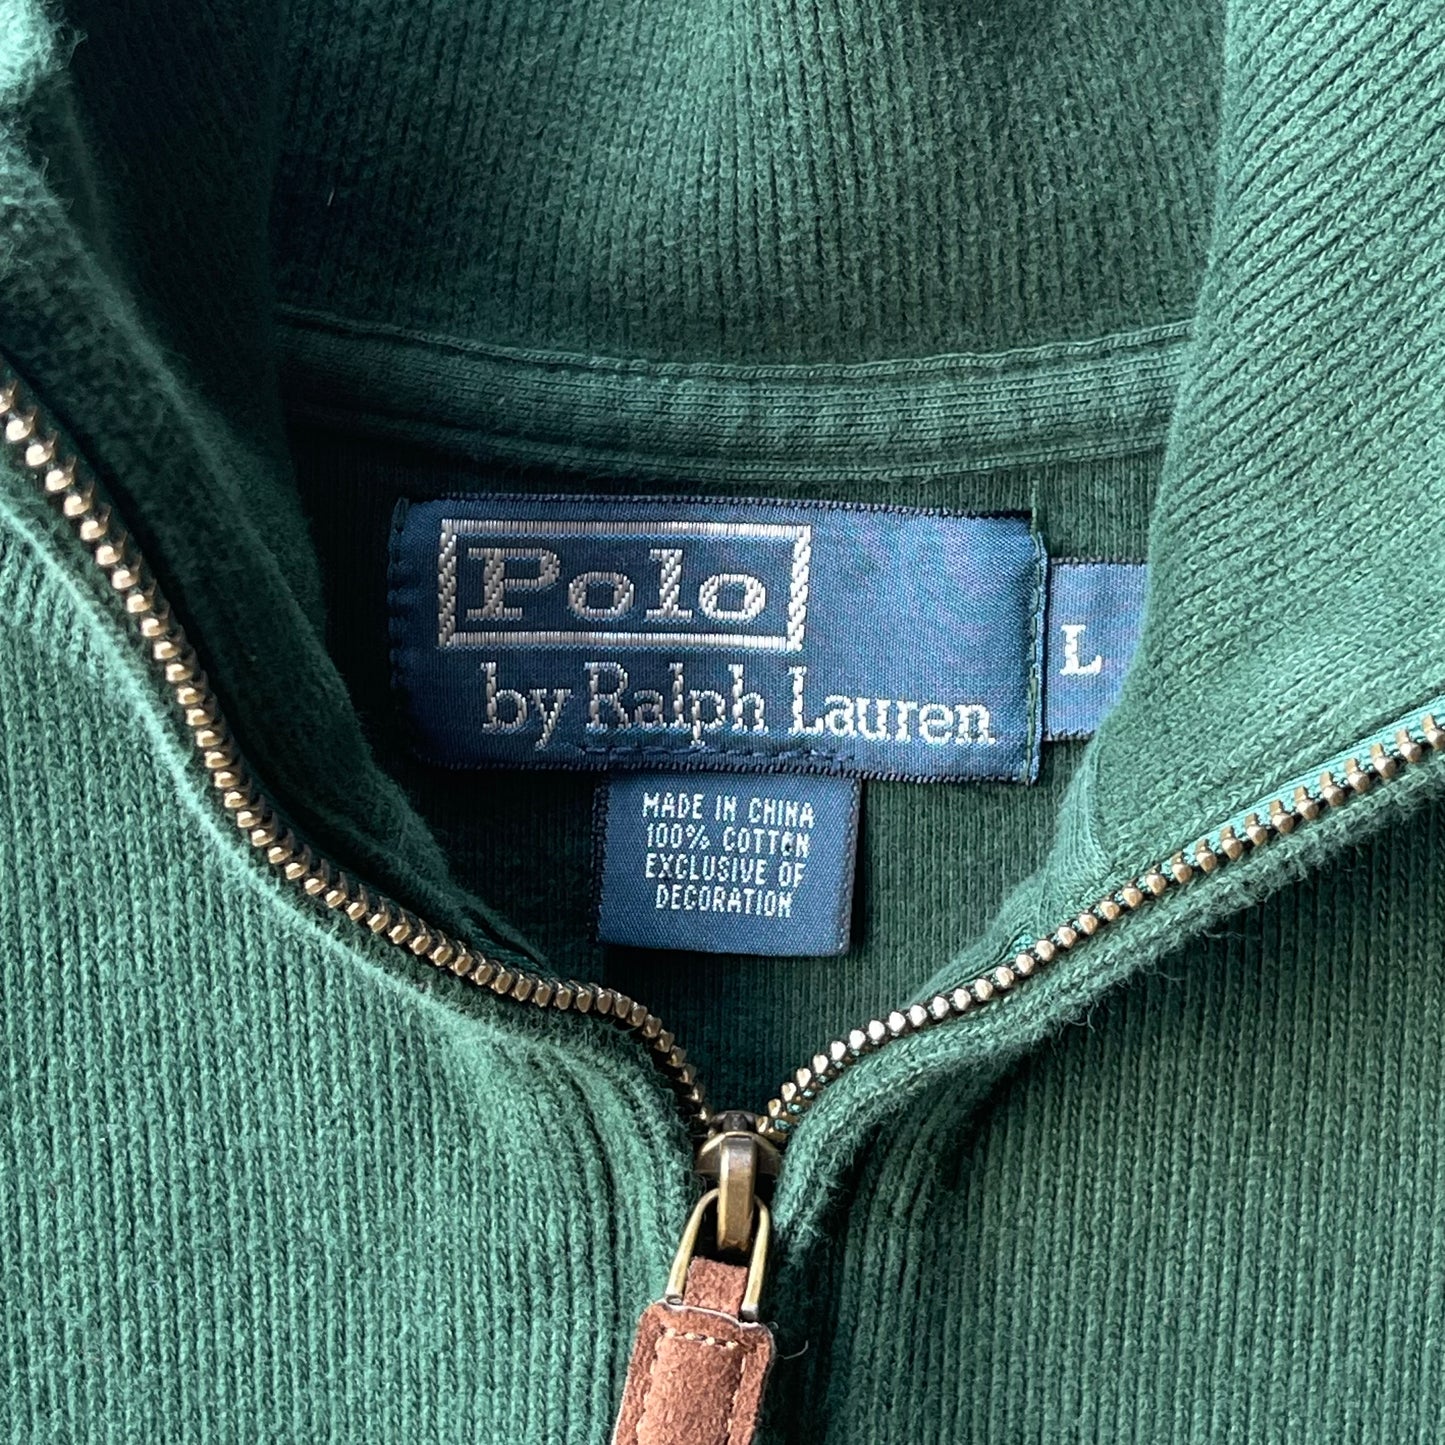 Polo
by Ralph Lauren
L
MADE IN CHINA
100% COTTON
EXCLUSIVE OF
DECORATION